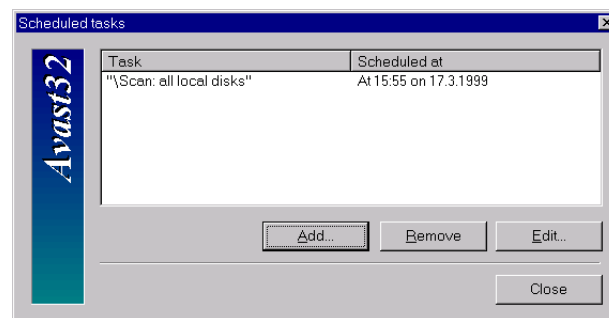 Scheduled tasks
Avast32
Task Scheduled at
"\Scan: all local disks" At 15:55 on 17.3.1999
Add... Remove Edit...
Close